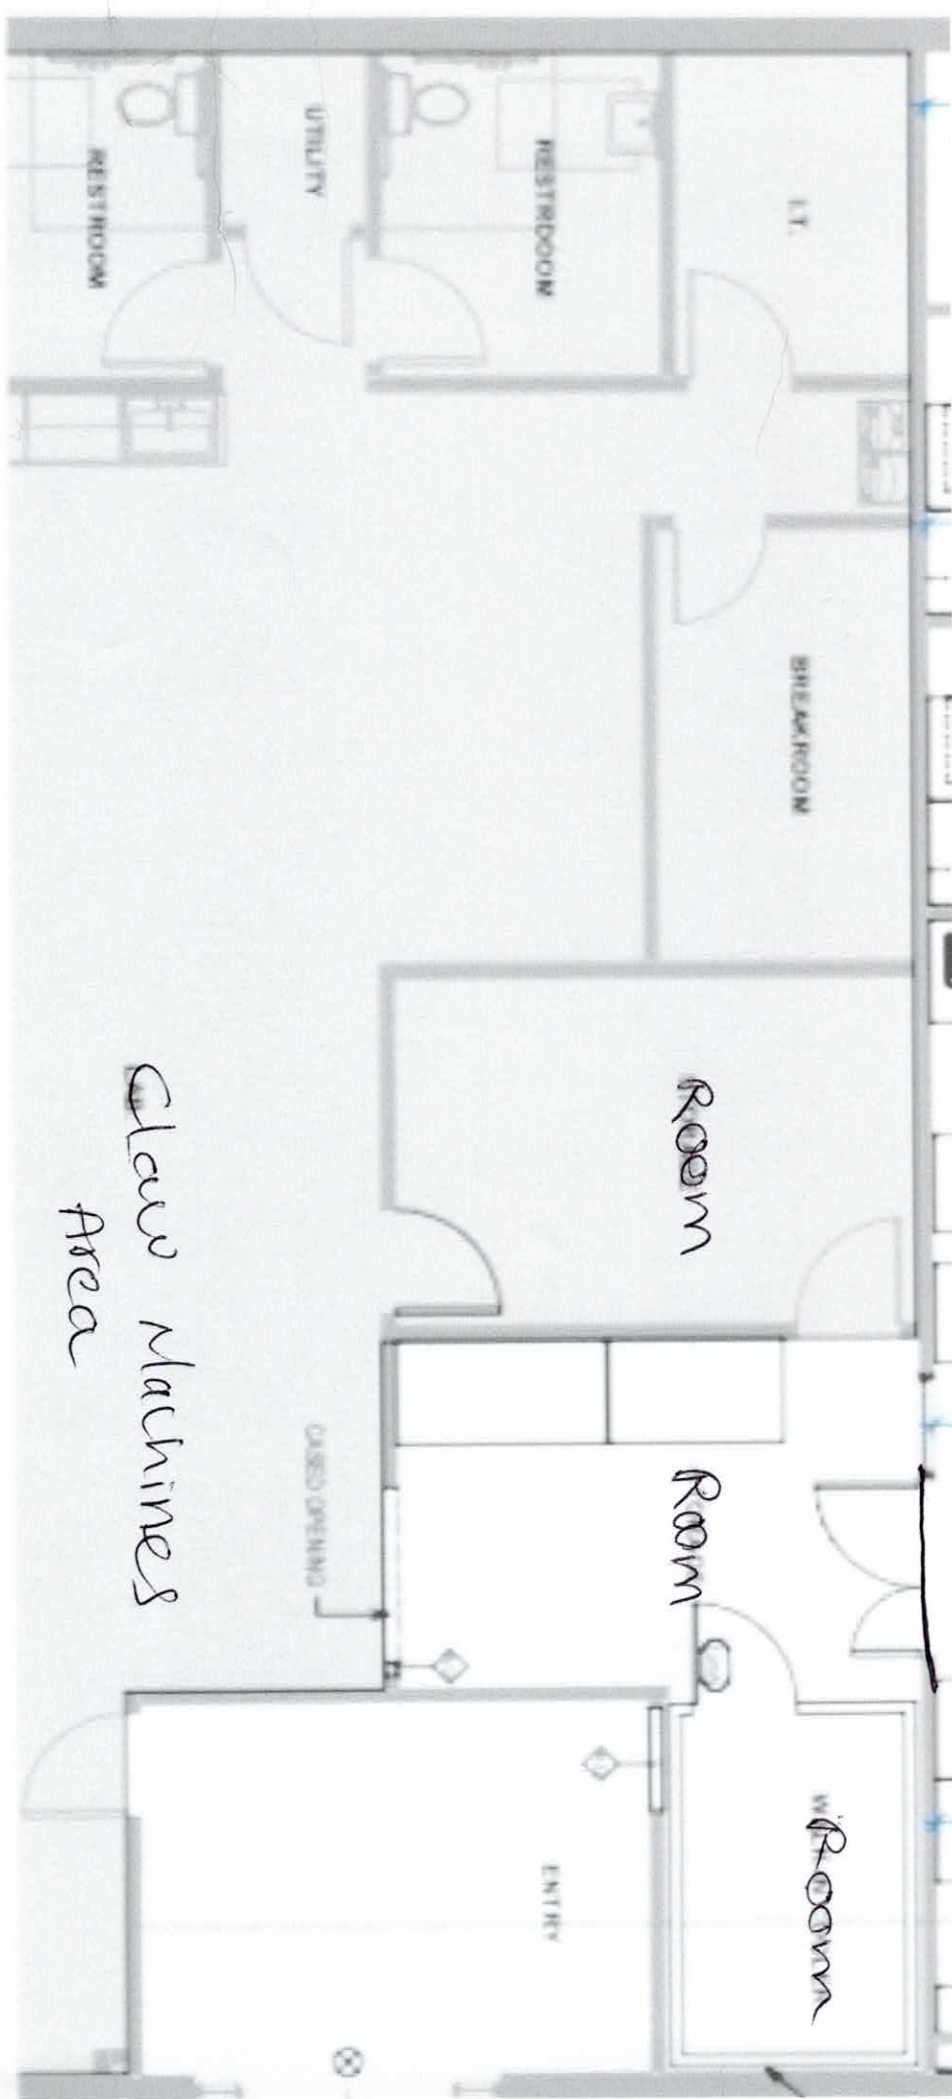 RESTROOM
UTILITY
RESTROOM
I.T.
BREAKROOM
Room
Claw Machines
Area
CASED OPENING
Room
Room
ENTRY